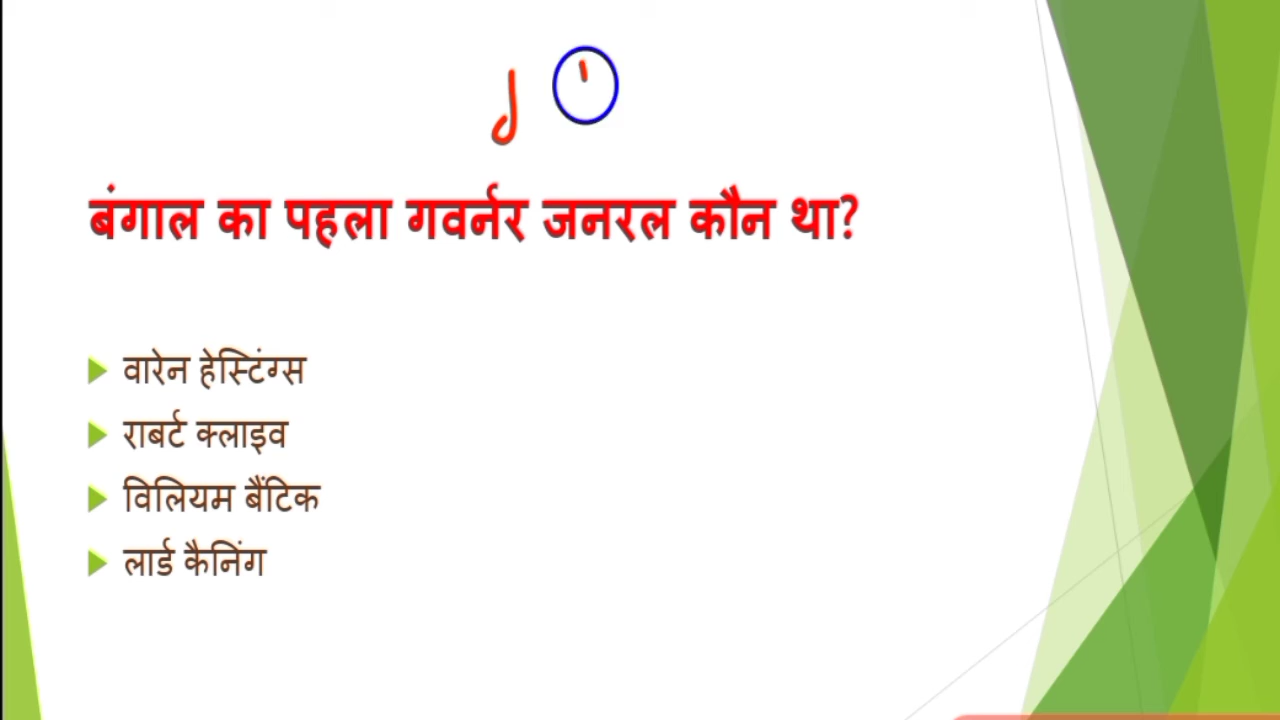 बंगाल का पहला गवर्नर जनरल कौन था?
वारेन हेस्टिंग्स
राबर्ट क्लाइव
विलियम बैंटिक
लार्ड कैनिंग